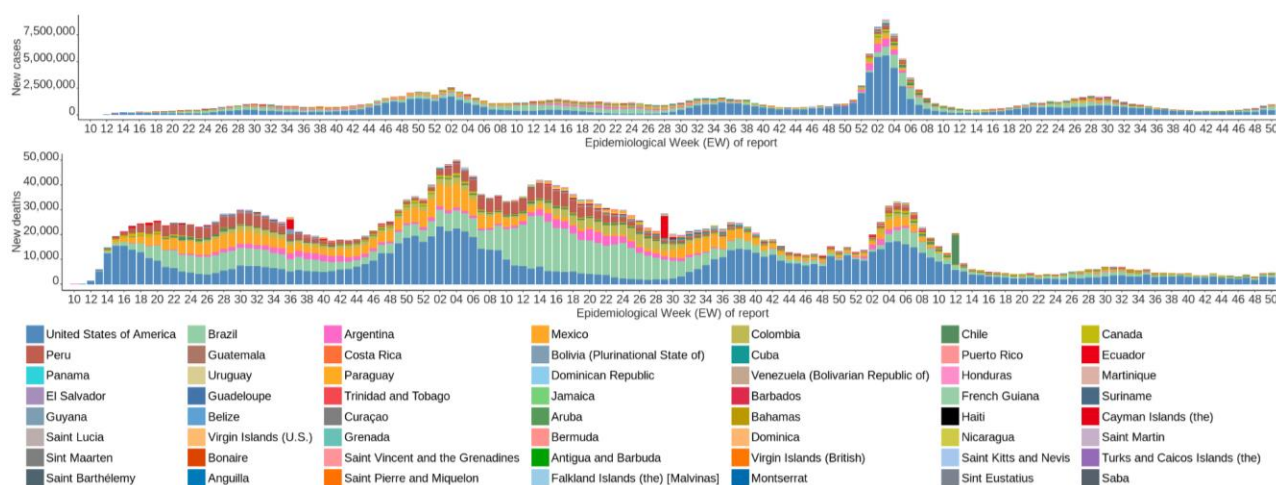 New cases
7,500,000
5,000,000
2,500,000
0
10 12 14 16 18 20 22 24 26 28 30 32 34 36 38 40 42 44 46 48 50 52 02 04 06 08 10 12 14 16 18 20 22 24 26 28 30 32 34 36 38 40 42 44 46 48 50 52 02 04 06 08 10 12 14 16 18 20 22 24 26 28 30 32 34 36 38 40 42 44 46 48 50
Epidemiological Week (EW) of report
New deaths
50,000
40,000
30,000
20,000
10,000
0
10 12 14 16 18 20 22 24 26 28 30 32 34 36 38 40 42 44 46 48 50 52 02 04 06 08 10 12 14 16 18 20 22 24 26 28 30 32 34 36 38 40 42 44 46 48 50 52 02 04 06 08 10 12 14 16 18 20 22 24 26 28 30 32 34 36 38 40 42 44 46 48 50
Epidemiological Week (EW) of report
United States of America Brazil Argentina Mexico Colombia Chile Canada
Peru Guatemala Costa Rica Bolivia (Plurinational State of) Cuba Puerto Rico Ecuador
Panama Uruguay Paraguay Dominican Republic Venezuela (Bolivarian Republic of) Honduras Martinique
El Salvador Guadeloupe Trinidad and Tobago Jamaica Barbados French Guiana Suriname
Guyana Belize Curaçao Aruba Bahamas Haiti Cayman Islands (the)
Saint Lucia Virgin Islands (U.S.) Grenada Bermuda Dominica Nicaragua Saint Martin
Sint Maarten Bonaire Saint Vincent and the Grenadines Antigua and Barbuda Virgin Islands (British) Saint Kitts and Nevis Turks and Caicos Islands (the)
Saint Barthélemy Anguilla Saint Pierre and Miquelon Falkland Islands (the) [Malvinas] Montserrat Sint Eustatius Saba